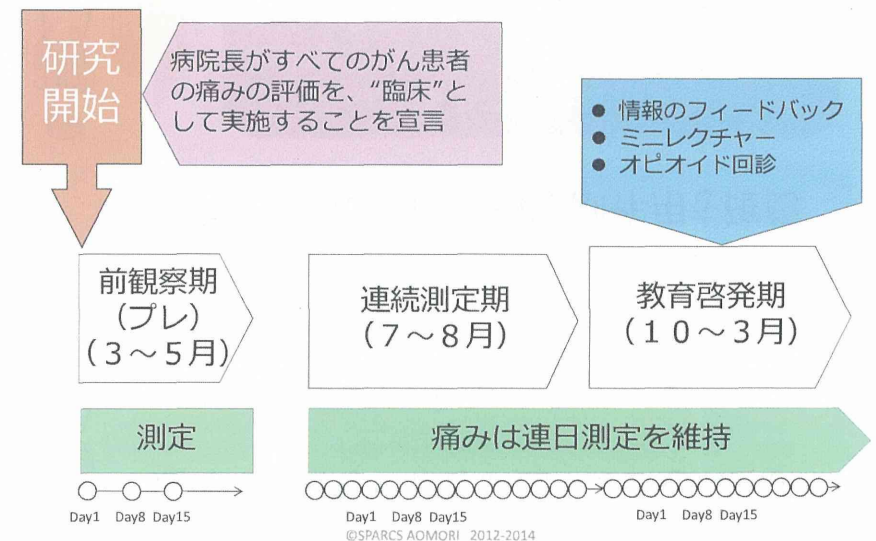 研究
開始
病院長がすべてのがん患者
の痛みの評価を、“臨床”と
して実施することを宣言
● 情報のフィードバック
● ミニレクチャー
● オピオイド回診
前観察期
（プレ）
（３～５月）
連続測定期
（７～８月）
教育啓発期
（１０～３月）
測定
痛みは連日測定を維持
Day1 Day8 Day15
Day1 Day8 Day15
Day1 Day8 Day15
©SPARCS AOMORI 2012-2014